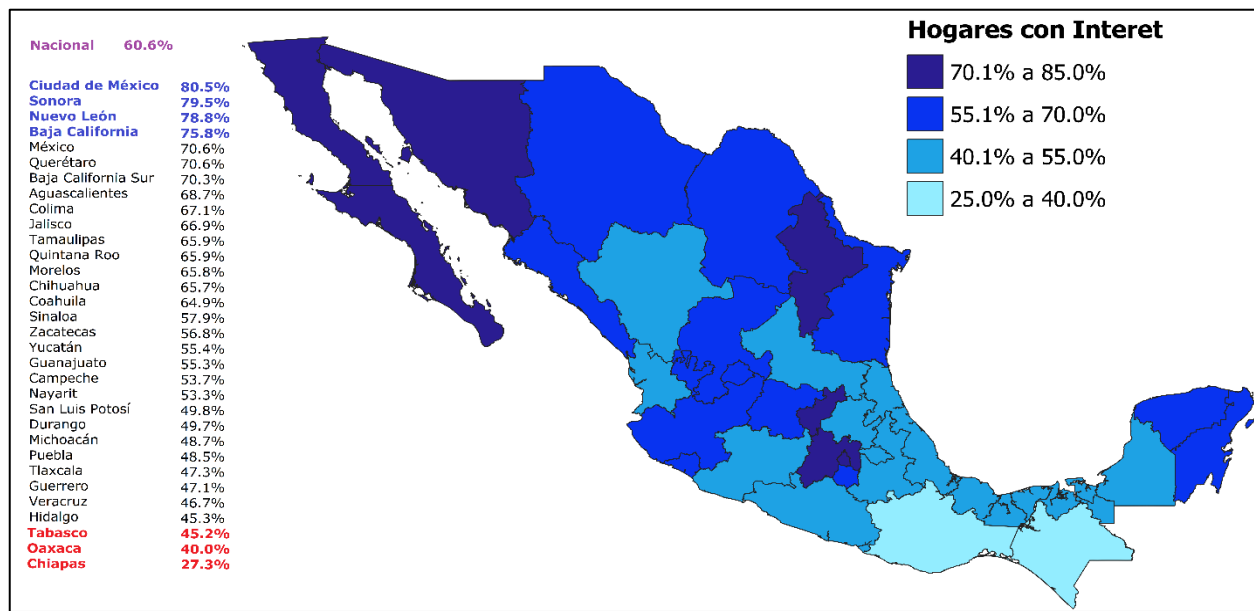 Nacional 60.6%
Ciudad de México 80.5%
Sonora 79.5%
Nuevo León 78.8%
Baja California 75.8%
México 70.6%
Querétaro 70.6%
Baja California Sur 70.3%
Aguascalientes 68.7%
Colima 67.1%
Jalisco 66.9%
Tamaulipas 65.9%
Quintana Roo 65.9%
Morelos 65.8%
Chihuahua 65.7%
Coahuila 64.9%
Sinaloa 57.9%
Zacatecas 56.8%
Yucatán 55.4%
Guanajuato 55.3%
Campeche 53.7%
Nayarit 53.3%
San Luis Potosí 49.8%
Durango 49.7%
Michoacán 48.7%
Puebla 48.5%
Tlaxcala 47.3%
Guerrero 47.1%
Veracruz 46.7%
Hidalgo 45.3%
Tabasco 45.2%
Oaxaca 40.0%
Chiapas 27.3%
Hogares con Interet
70.1% a 85.0%
55.1% a 70.0%
40.1% a 55.0%
25.0% a 40.0%